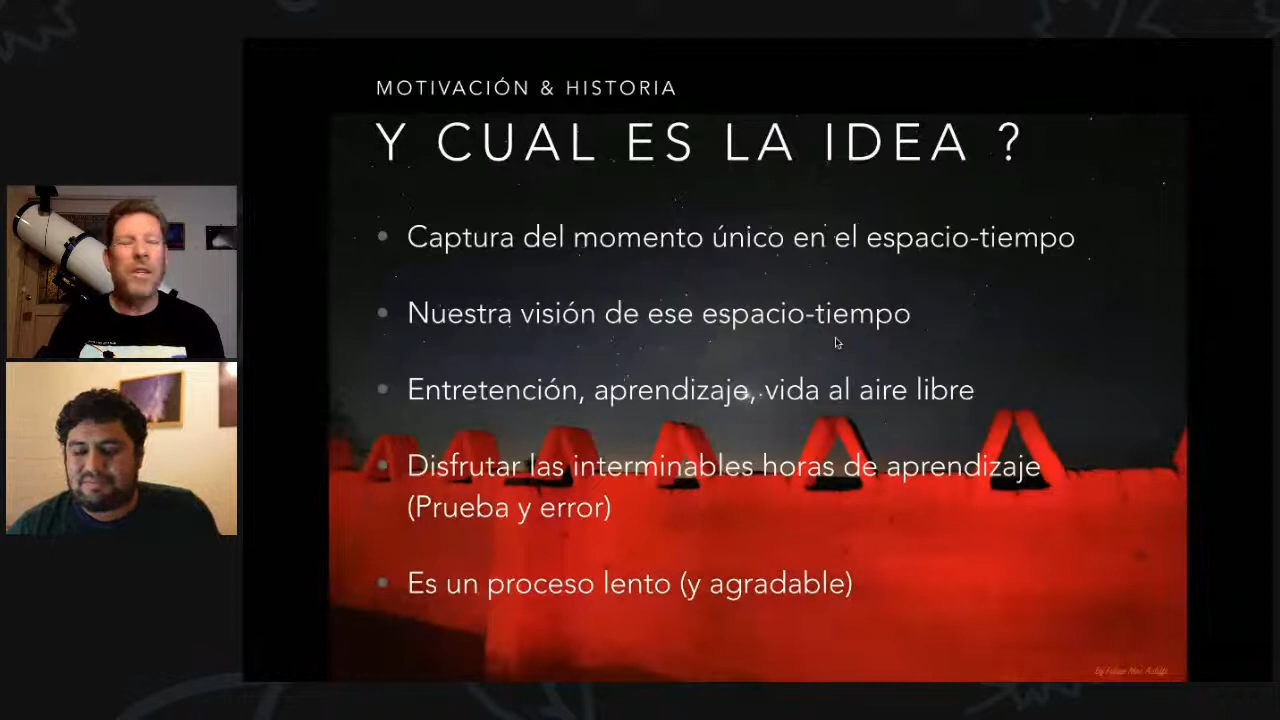 MOTIVACIÓN & HISTORIA
Y CUAL ES LA IDEA ?
• Captura del momento único en el espacio-tiempo
• Nuestra visión de ese espacio-tiempo
• Entretención, aprendizaje, vida al aire libre
• Disfrutar las interminables horas de aprendizaje
(Prueba y error)
• Es un proceso lento (y agradable)